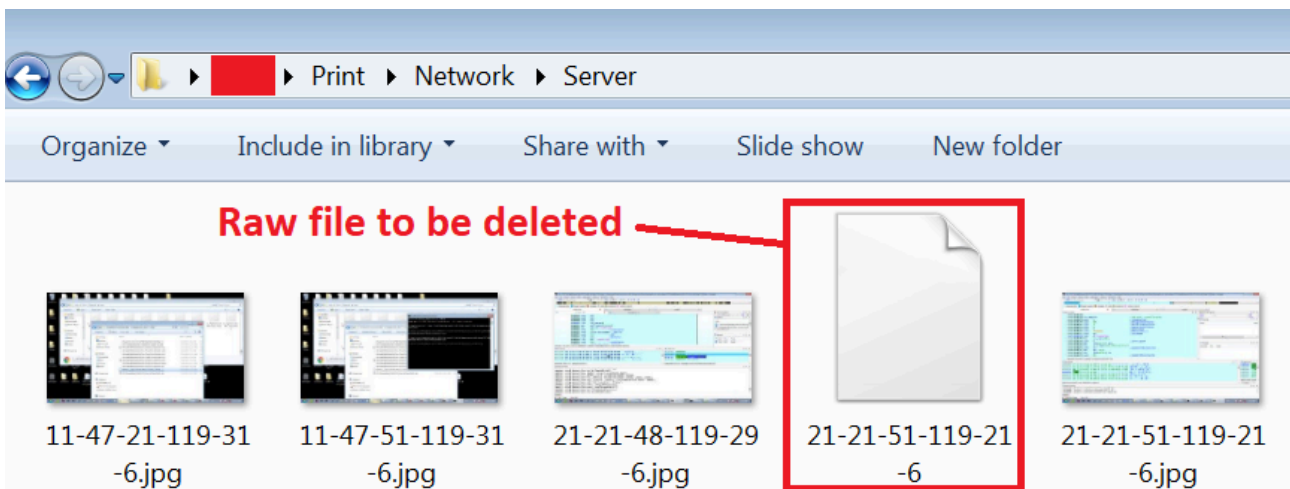 Print Network Server
Organize Include in library Share with Slide show New folder
Raw file to be deleted
11-47-21-119-31
-6.jpg
11-47-51-119-31
-6.jpg
21-21-48-119-29
-6.jpg
21-21-51-119-21
-6
21-21-51-119-21
-6.jpg